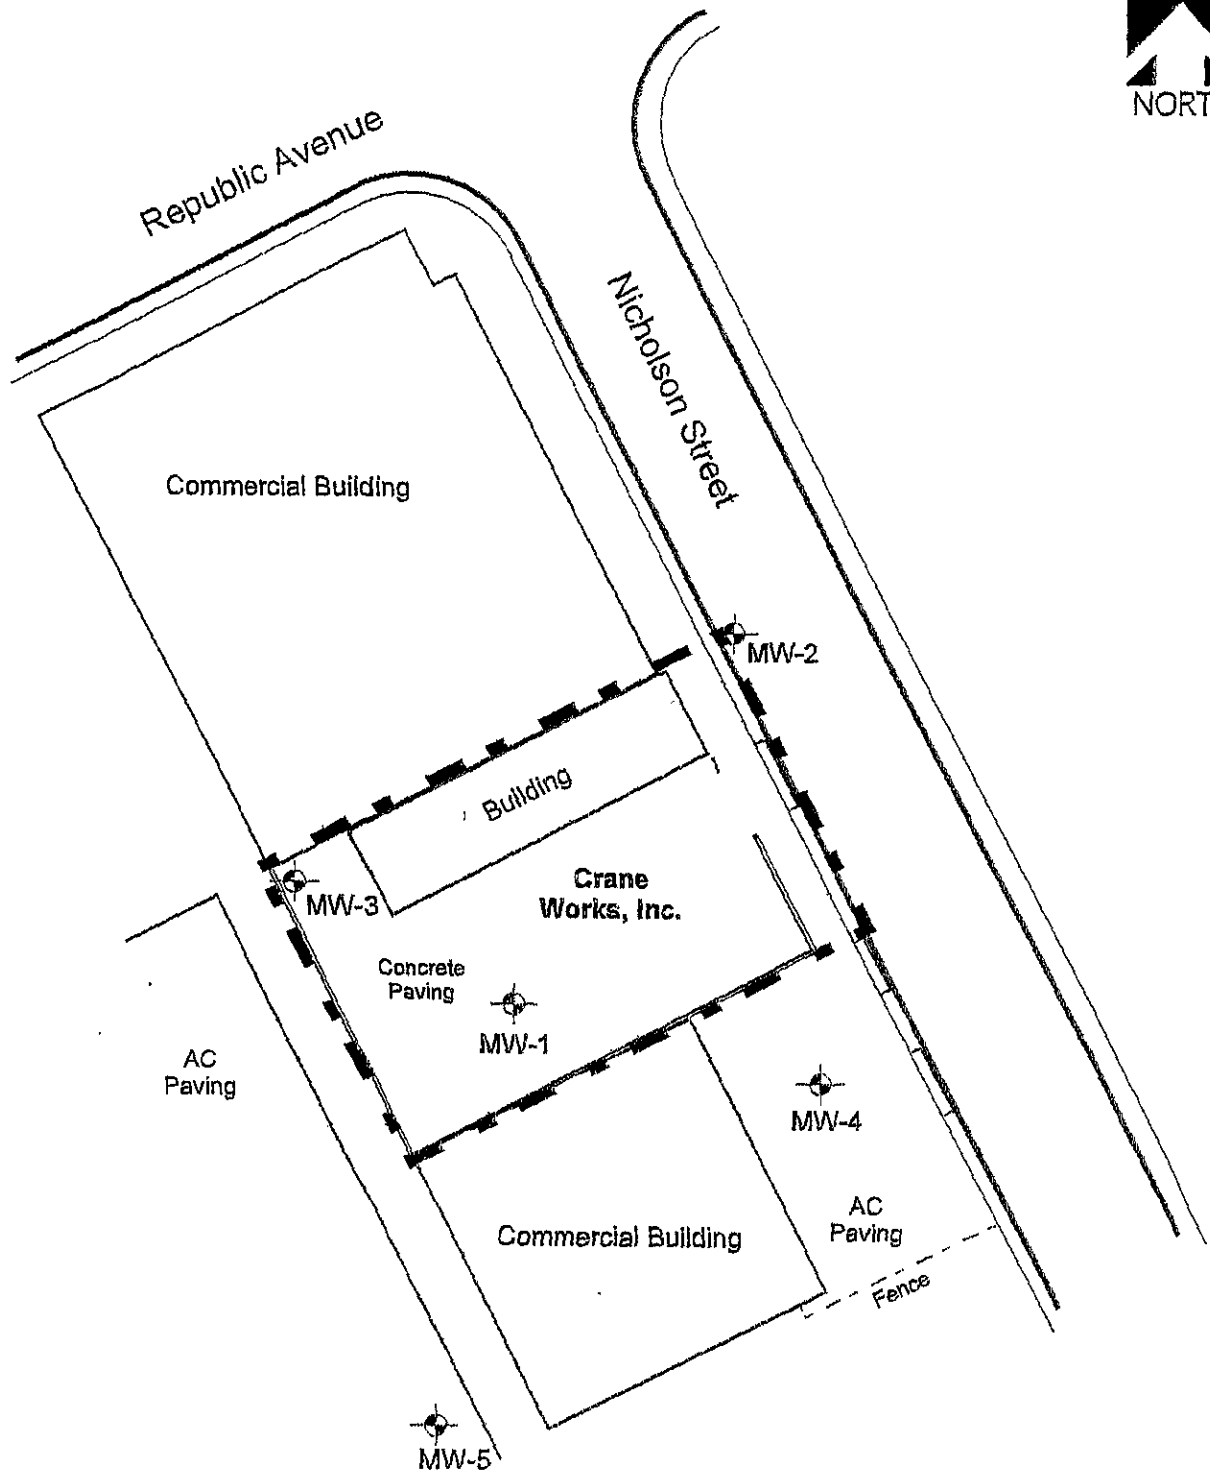 NORT
Republic Avenue
Nicholson Street
Commercial Building
MW-2
Building
Crane
Works, Inc.
MW-3
Concrete
Paving
MW-1
AC
Paving
MW-4
Commercial Building
AC
Paving
Fence
MW-5